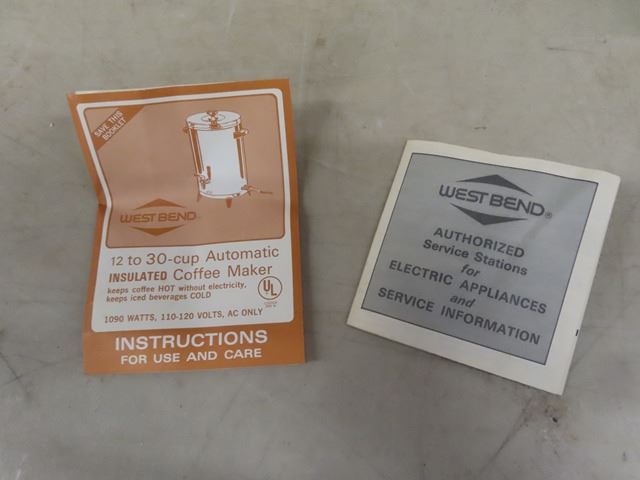 SAVE THIS
BOOKLET
WEST BEND
12 to 30-cup Automatic
INSULATED Coffee Maker
keeps coffee HOT without electricity,
keeps iced beverages COLD
UL
1090 WATTS, 110-120 VOLTS, AC ONLY
INSTRUCTIONS
FOR USE AND CARE
WEST BEND®
AUTHORIZED
Service Stations
for
ELECTRIC APPLIANCES
and
SERVICE INFORMATION